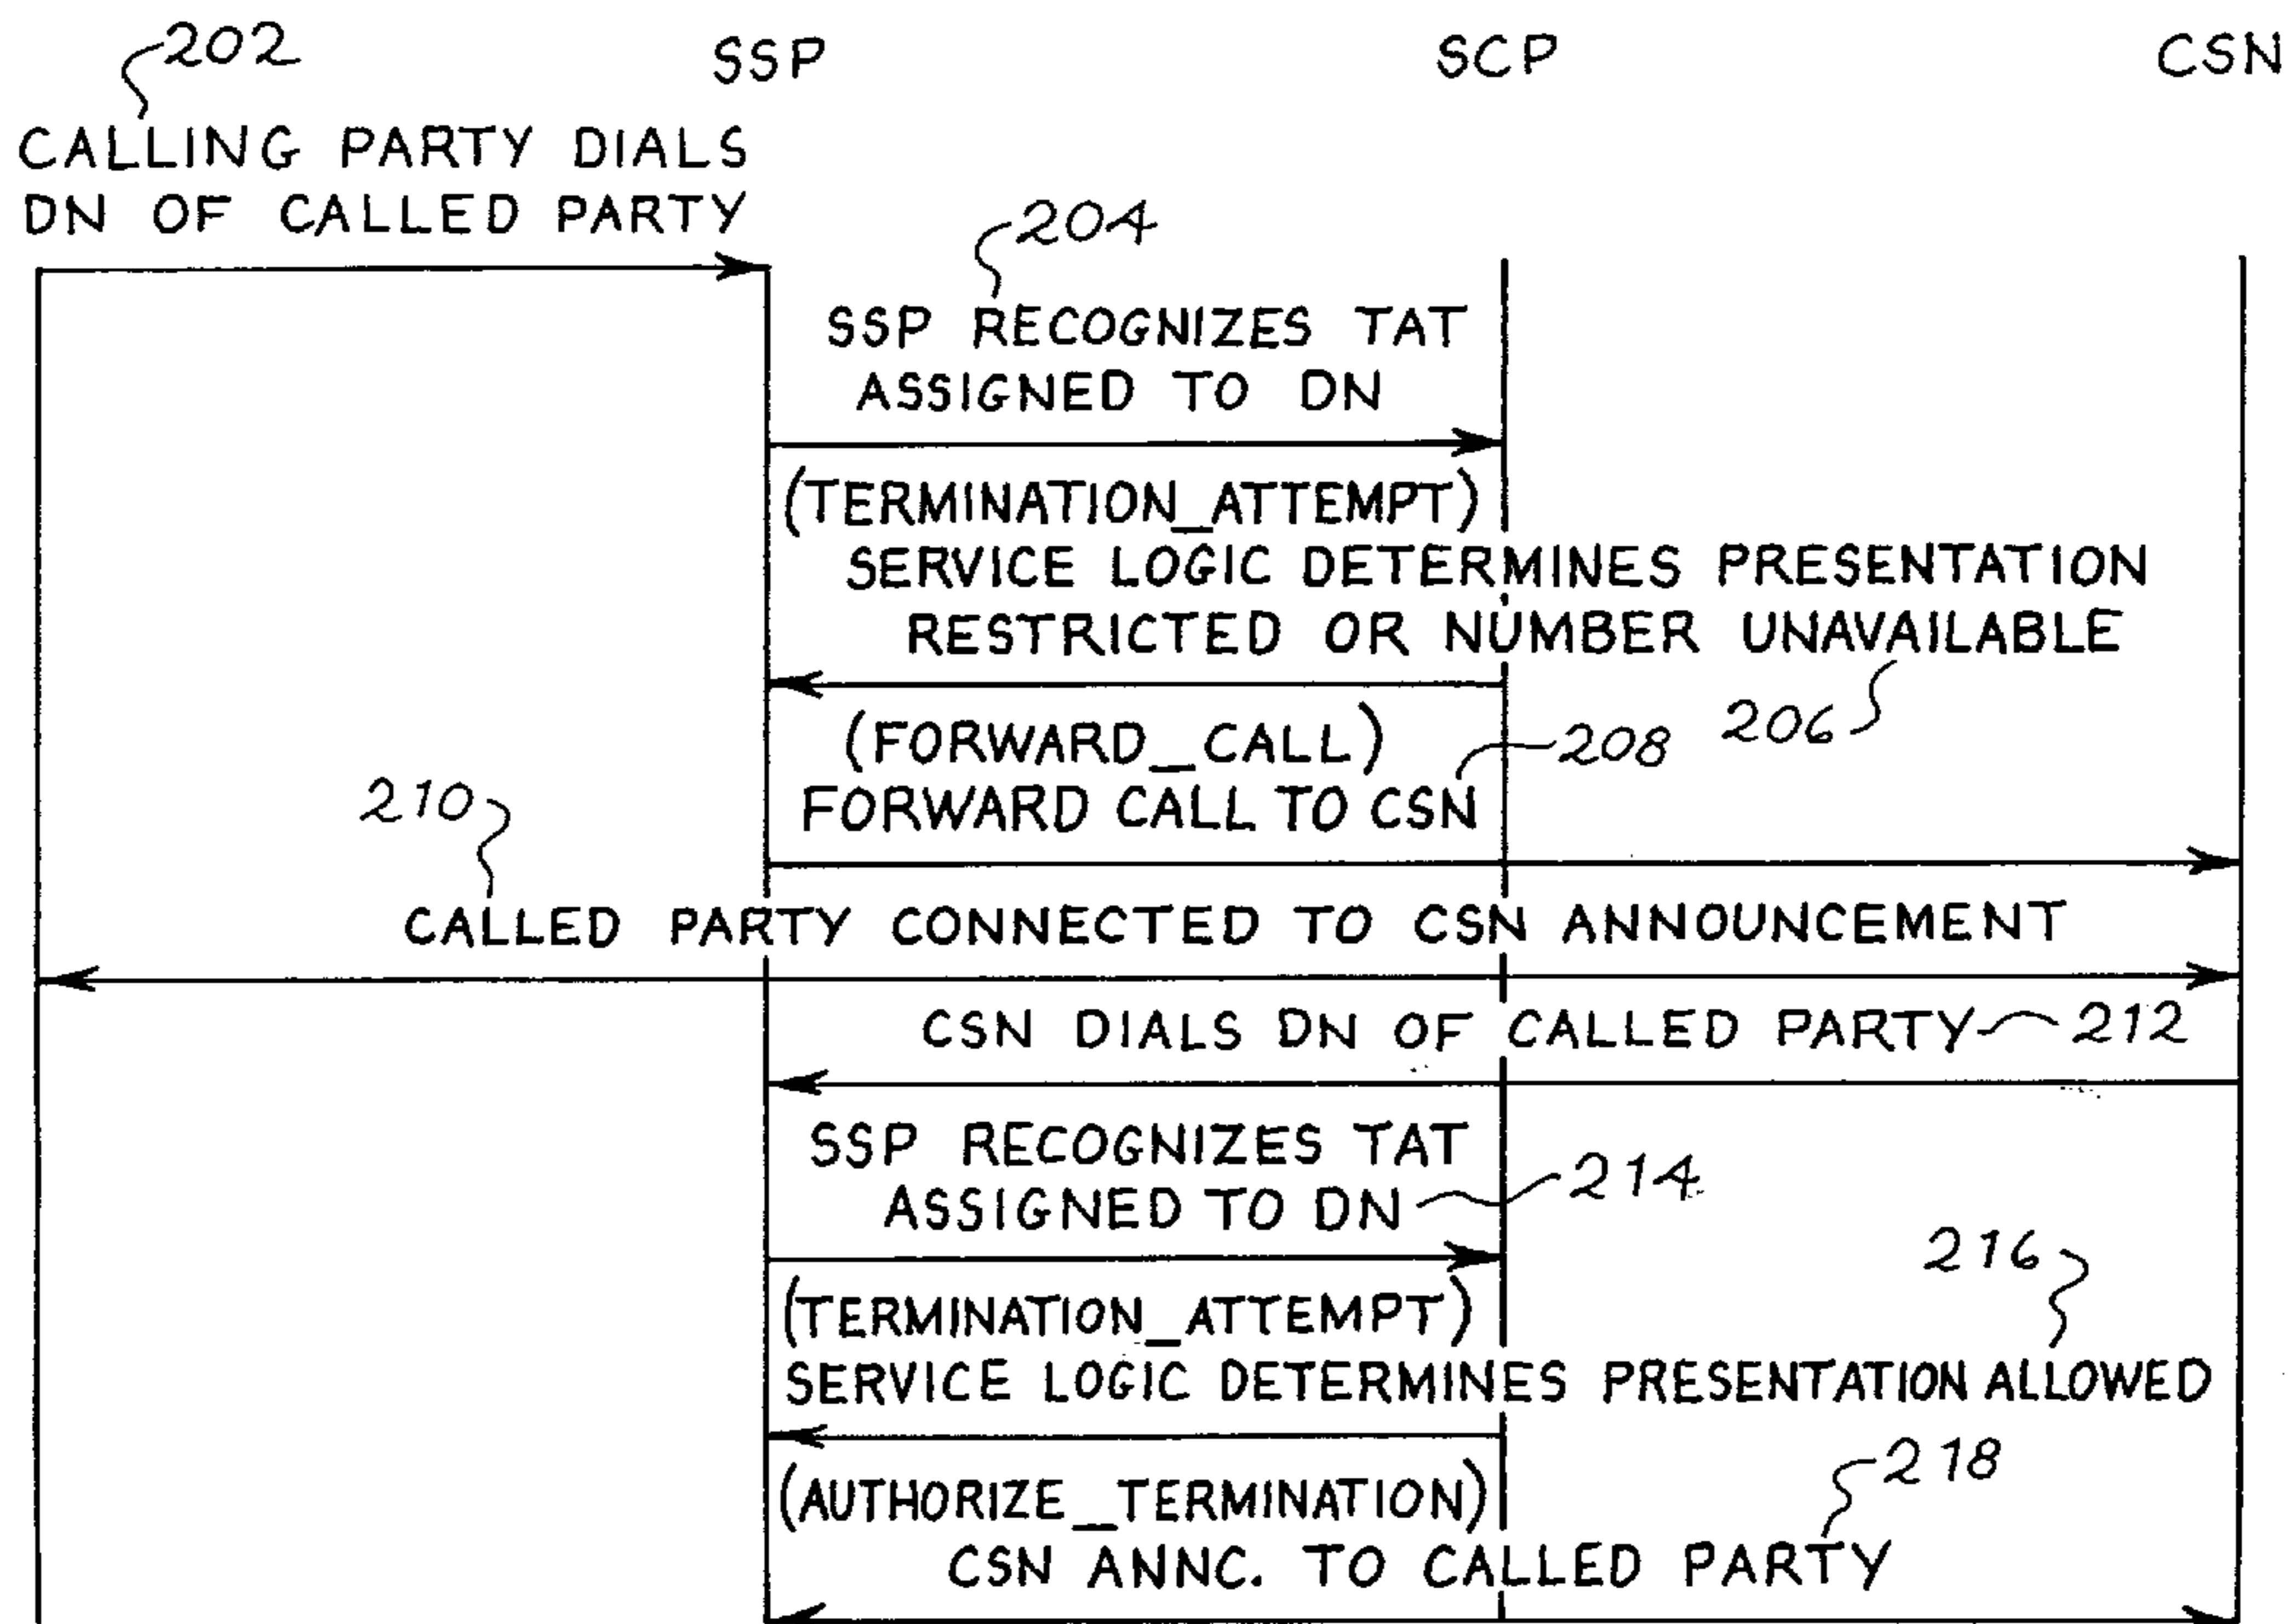 202
SSP
SCP
CSN
CALLING PARTY DIALS
DN OF CALLED PARTY
204
SSP RECOGNIZES TAT
ASSIGNED TO DN
(TERMINATION_ATTEMPT)
SERVICE LOGIC DETERMINES PRESENTATION
RESTRICTED OR NUMBER UNAVAILABLE
206
(FORWARD_CALL)
208
FORWARD CALL TO CSN
210
CALLED PARTY CONNECTED TO CSN ANNOUNCEMENT
CSN DIALS DN OF CALLED PARTY 212
SSP RECOGNIZES TAT
ASSIGNED TO DN 214
216
(TERMINATION_ATTEMPT)
SERVICE LOGIC DETERMINES PRESENTATION ALLOWED
218
(AUTHORIZE_TERMINATION)
CSN ANNC. TO CALLED PARTY